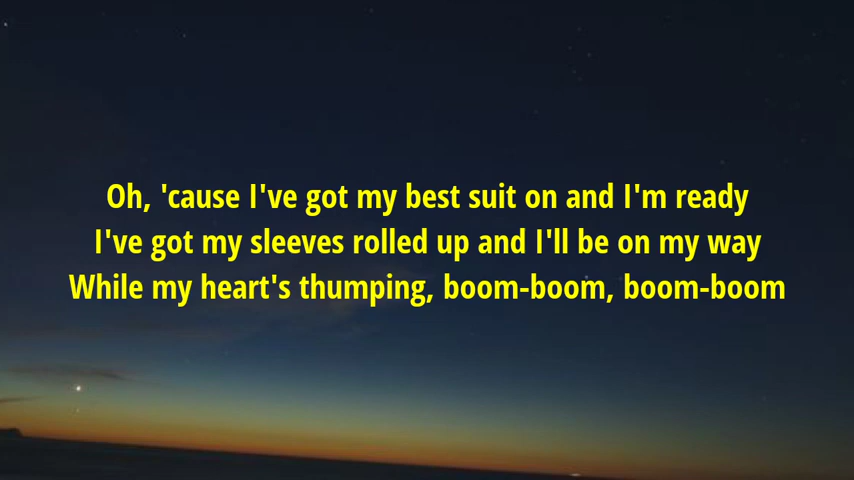 Oh, 'cause I've got my best suit on and I'm ready
I've got my sleeves rolled up and I'll be on my way
While my heart's thumping, boom-boom, boom-boom